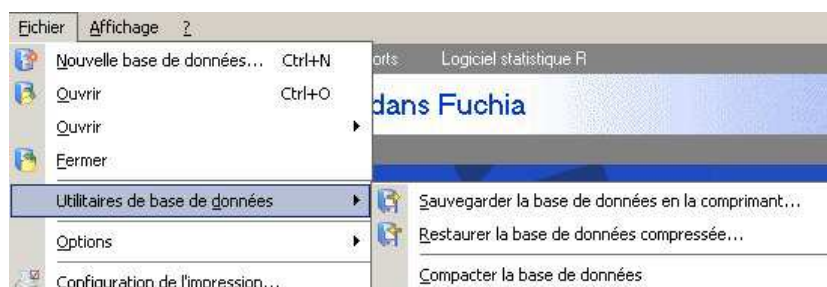 Fichier Affichage ?
Nouvelle base de données... Ctrl+N
orts Logiciel statistique R
Ouvrir Ctrl+O
dans Fuchia
Ouvrir
Fermer
Utilitaires de base de données
Sauvegarder la base de données en la comprimant...
Options
Restaurer la base de données compressée...
Configuration de l'impression...
Compacter la base de données